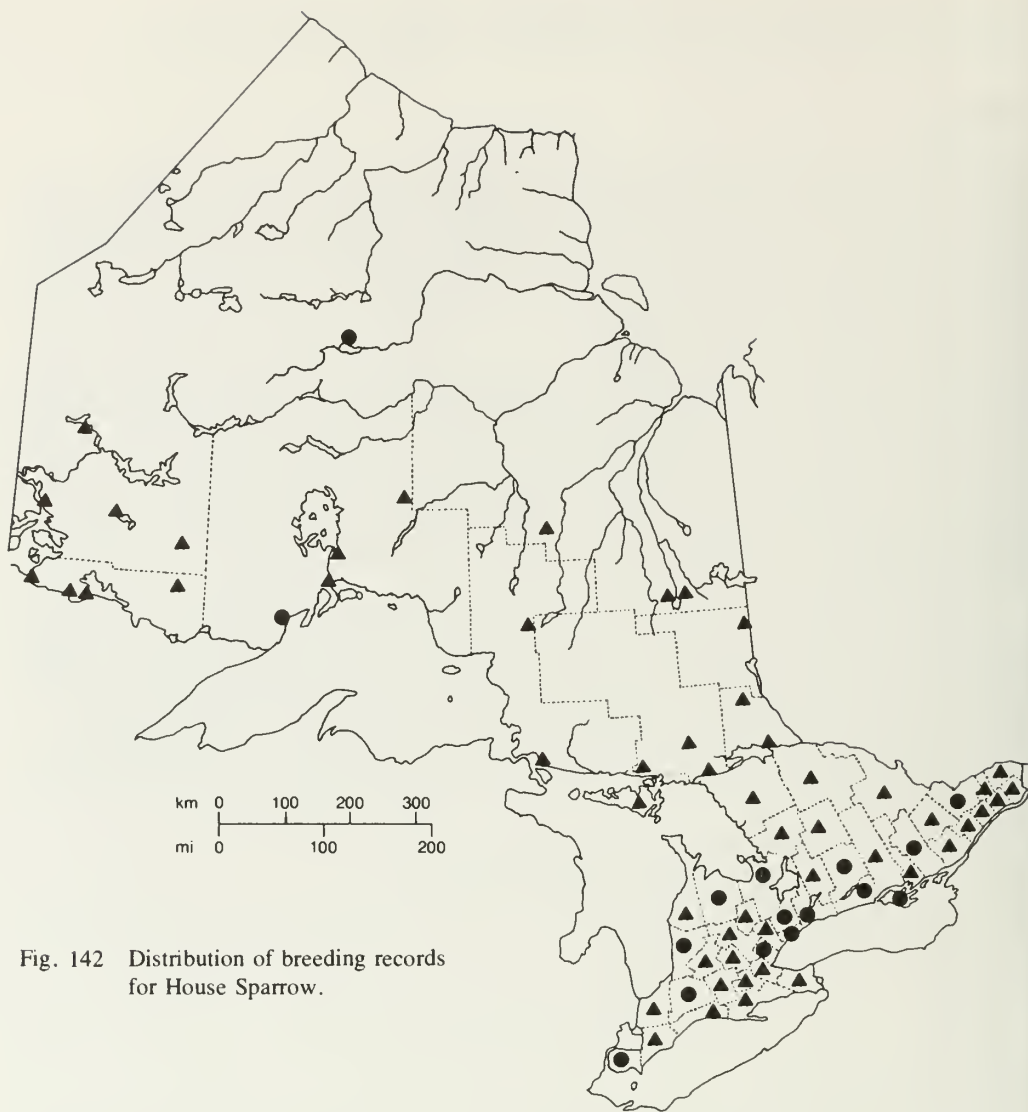 km 0 100 200 300
mi 0 100 200
Fig. 142 Distribution of breeding records
for House Sparrow.